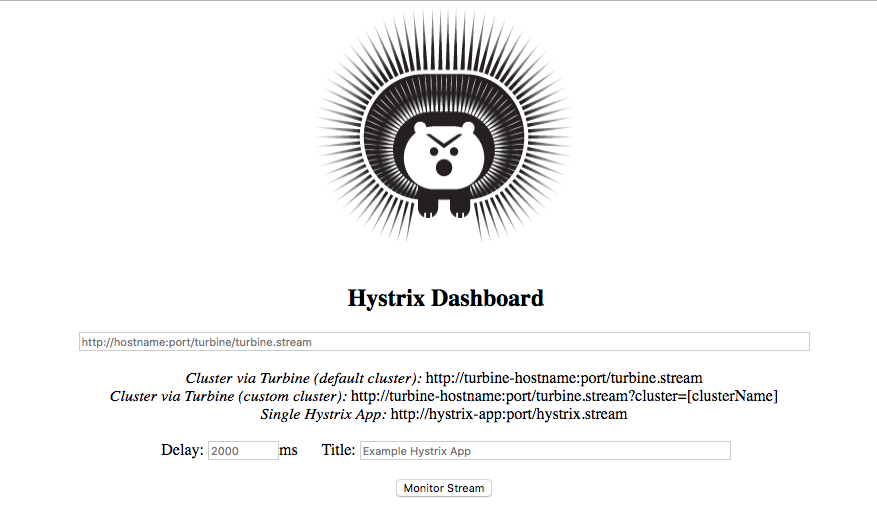 Hystrix Dashboard
http://hostname:port/turbine/turbine.stream
Cluster via Turbine (default cluster): http://turbine-hostname:port/turbine.stream
Cluster via Turbine (custom cluster): http://turbine-hostname:port/turbine.stream?cluster=[clusterName]
Single Hystrix App: http://hystrix-app:port/hystrix.stream
Delay: 2000 ms Title: Example Hystrix App
Monitor Stream